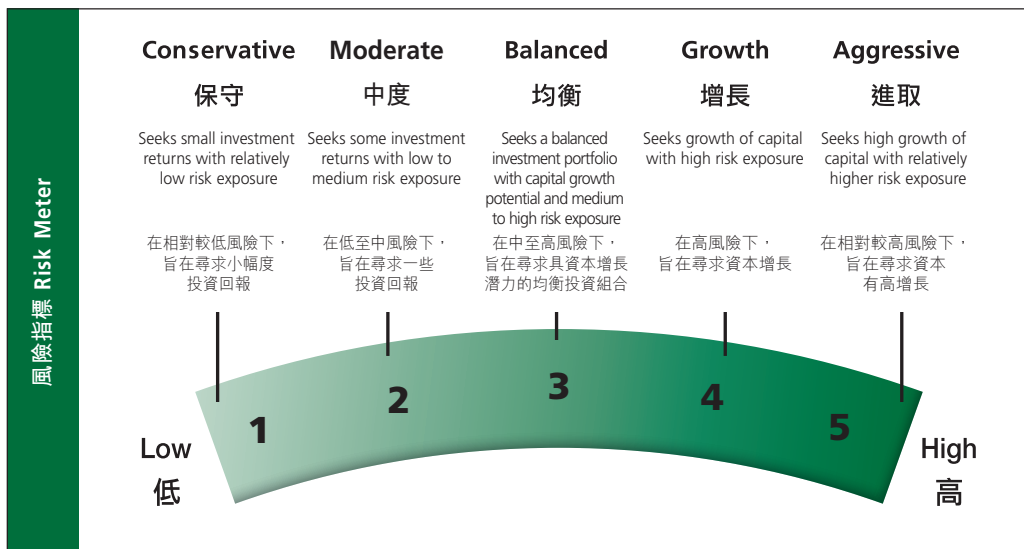 風險指標 Risk Meter
Conservative
保守
Seeks small investment
returns with relatively
low risk exposure
在相對較低風險下，
旨在尋求小幅度
投資回報
Moderate
中度
Seeks some investment
returns with low to
medium risk exposure
在低至中風險下，
旨在尋求一些
投資回報
Balanced
均衡
Seeks a balanced
investment portfolio
with capital growth
potential and medium
to high risk exposure
在中至高風險下，
旨在尋求具資本增長
潛力的均衡投資組合
Growth
增長
Seeks growth of capital
with high risk exposure
在高風險下，
旨在尋求資本增長
Aggressive
進取
Seeks high growth of
capital with relatively
higher risk exposure
在相對較高風險下，
旨在尋求資本
有高增長
1
2
3
4
5
Low
低
High
高